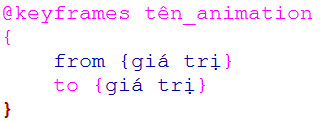 @keyframes tên_animation
{
    from {giá trị}
    to {giá trị}
}